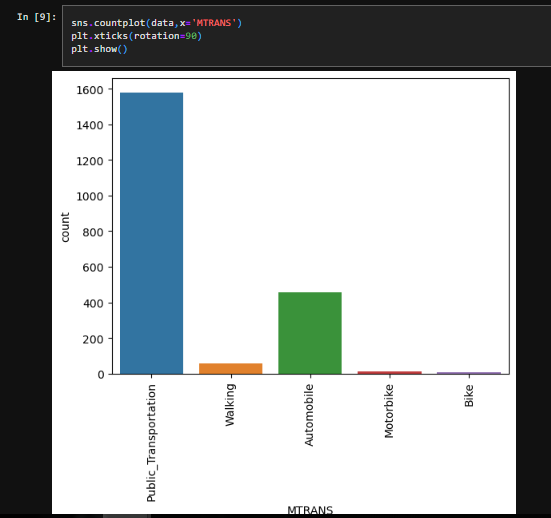 In [9]:
sns.countplot(data,x='MTRANS')
plt.xticks(rotation=90)
plt.show()
1600
1400
1200
1000
800
600
400
200
0
count
Public_Transportation
Walking
Automobile
Motorbike
Bike
MTRANS